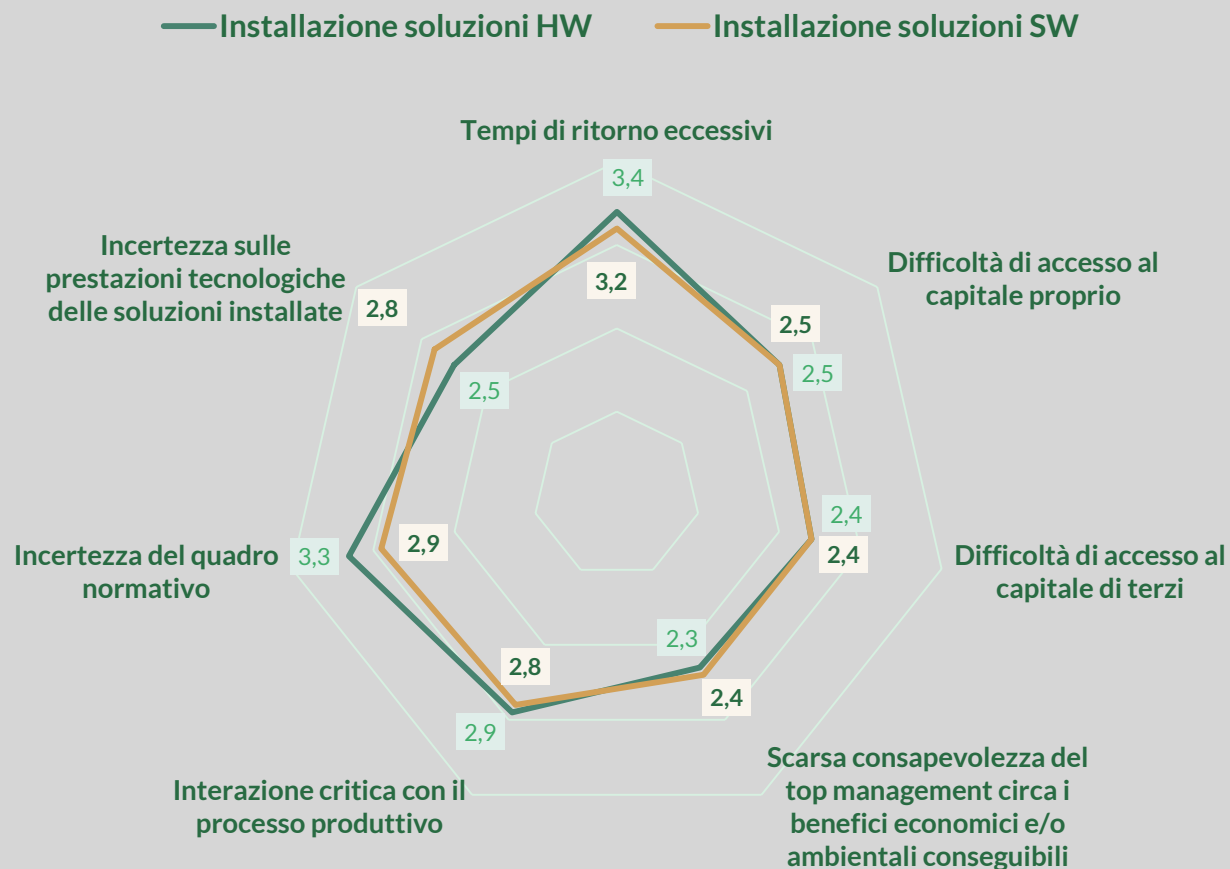 Installazione soluzioni HW
Installazione soluzioni SW
Tempi di ritorno eccessivi
3,4
3,2
Difficoltà di accesso al
capitale proprio
2,5
2,5
Difficoltà di accesso al
capitale di terzi
2,4
2,4
Scarsa consapevolezza del
top management circa i
benefici economici e/o
ambientali conseguibili
2,3
2,4
Interazione critica con il
processo produttivo
2,8
2,9
Incertezza del quadro
normativo
3,3
2,9
Incertezza sulle
prestazioni tecnologiche
delle soluzioni installate
2,8
2,5